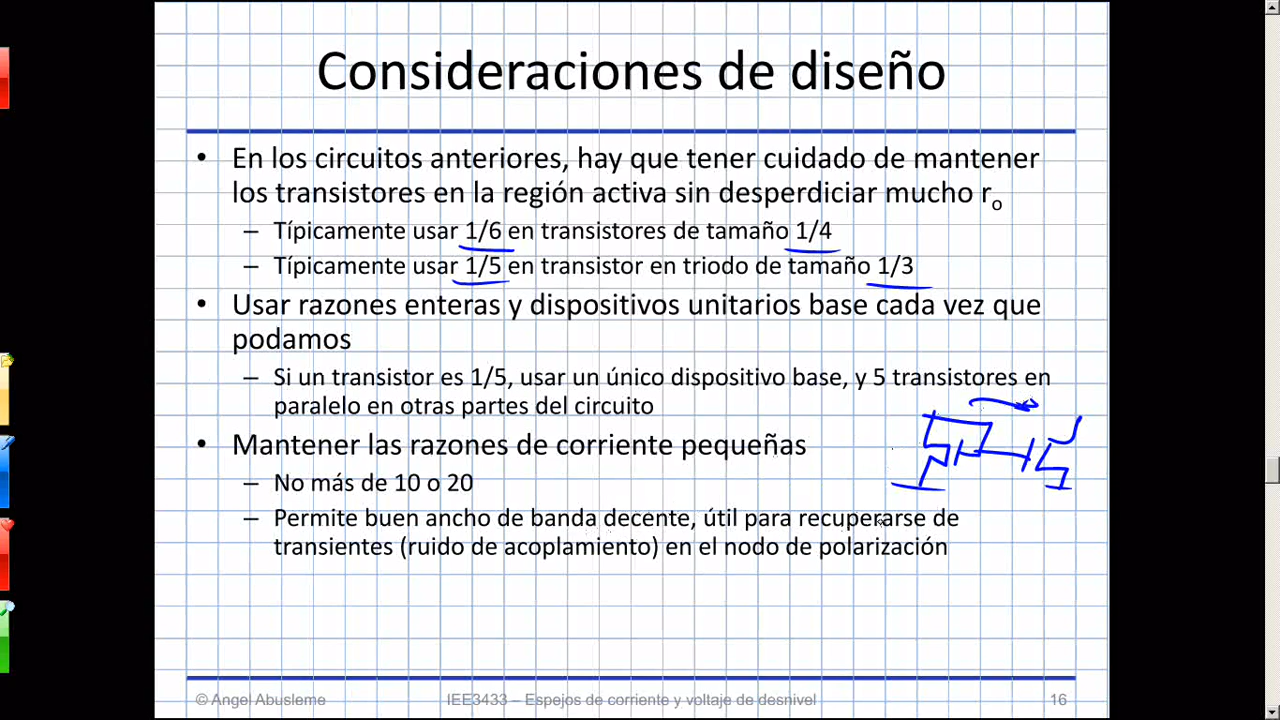 Consideraciones de diseño
• En los circuitos anteriores, hay que tener cuidado de mantener
los transistores en la región activa sin desperdiciar mucho ro
– Típicamente usar 1/6 en transistores de tamaño 1/4
– Típicamente usar 1/5 en transistor en triodo de tamaño 1/3
• Usar razones enteras y dispositivos unitarios base cada vez que
podamos
– Si un transistor es 1/5, usar un único dispositivo base, y 5 transistores en
paralelo en otras partes del circuito
• Mantener las razones de corriente pequeñas
– No más de 10 o 20
– Permite buen ancho de banda decente, útil para recuperarse de
transientes (ruido de acoplamiento) en el nodo de polarización
© Angel Abusleme
IEE3433 – Espejos de corriente y voltaje de desnivel
16